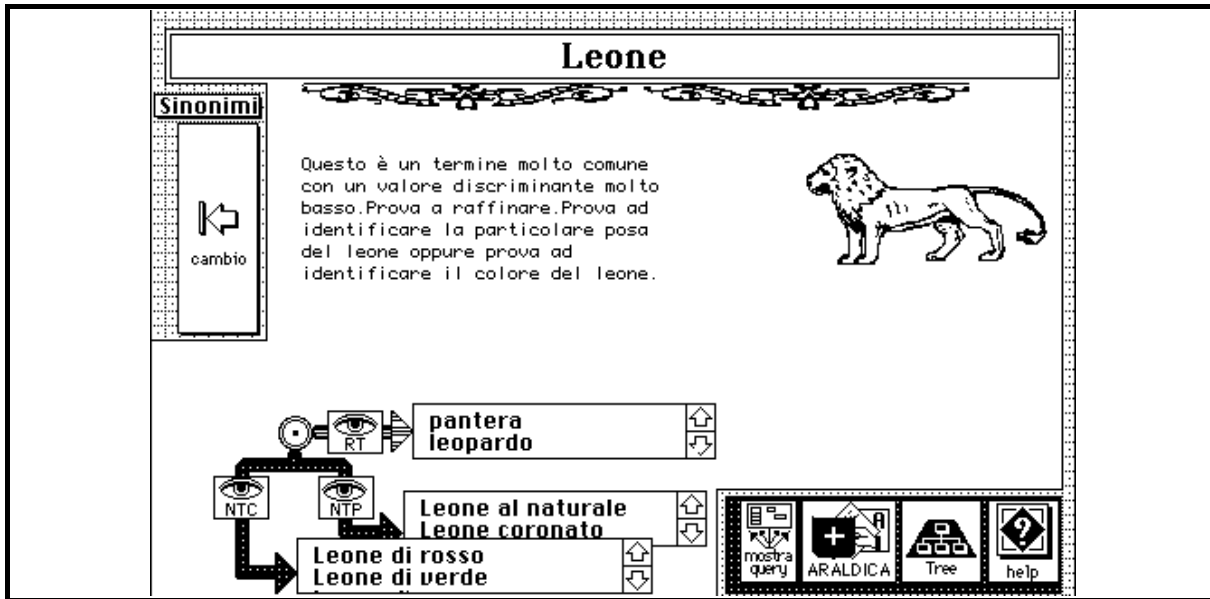 Leone
Sinonimi
cambio
Questo è un termine molto comune
con un valore discriminante molto
basso.Prova a raffinare.Prova ad
identificare la particolare posa
del leone oppure prova ad
identificare il colore del leone.
RT
pantera
leopardo
NTC
NTP
Leone al naturale
Leone coronato
Leone di rosso
Leone di verde
mostra
query
A
ARALDICA
Tree
?
help